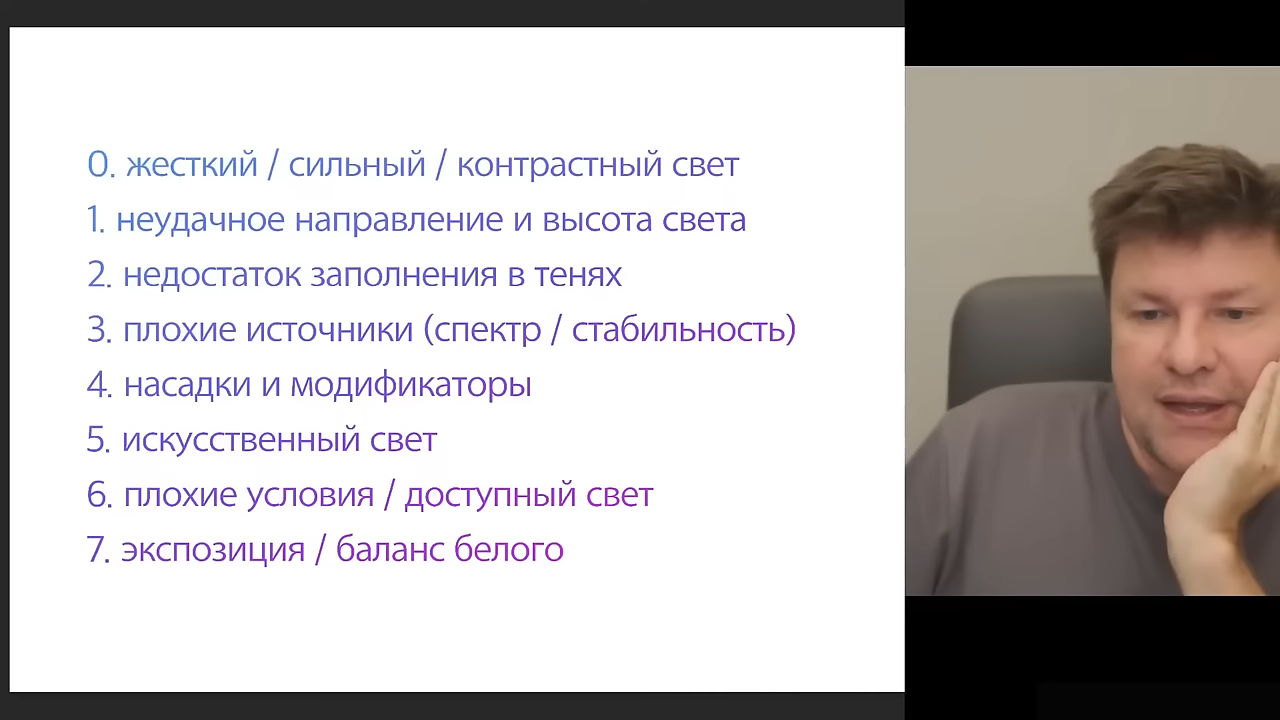 0. жесткий / сильный / контрастный свет
1. неудачное направление и высота света
2. недостаток заполнения в тенях
3. плохие источники (спектр / стабильность)
4. насадки и модификаторы
5. искусственный свет
6. плохие условия / доступный свет
7. экспозиция / баланс белого